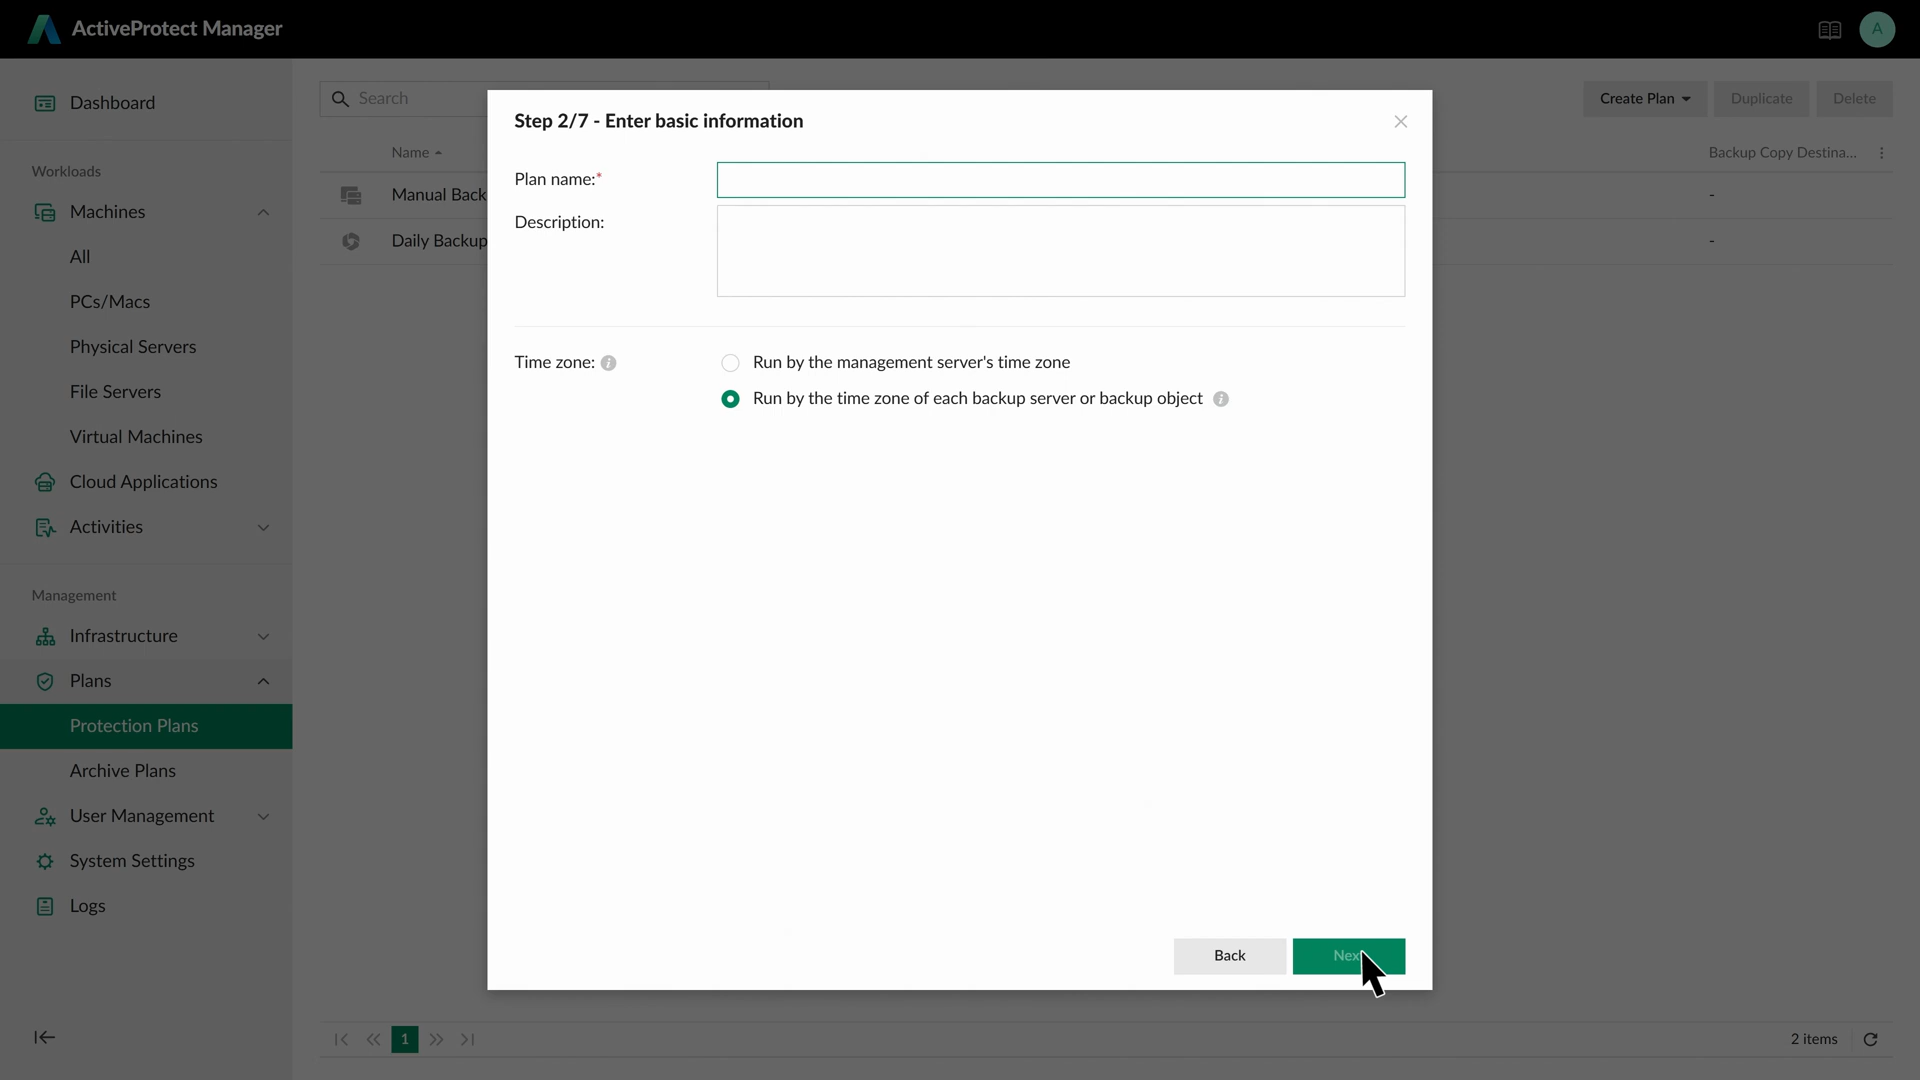 ActiveProtect Manager
A
Dashboard
Search
Create Plan
Duplicate
Delete
Step 2/7 - Enter basic information
Name
Backup Copy Destina...
Workloads
Plan name:*
Manual Back
-
Machines
Description:
Daily Backup
-
All
PCs/Macs
Physical Servers
Time zone:
Run by the management server's time zone
File Servers
Run by the time zone of each backup server or backup object
Virtual Machines
Cloud Applications
Activities
Management
Infrastructure
Plans
Protection Plans
Archive Plans
User Management
System Settings
Logs
Back
1
2 items